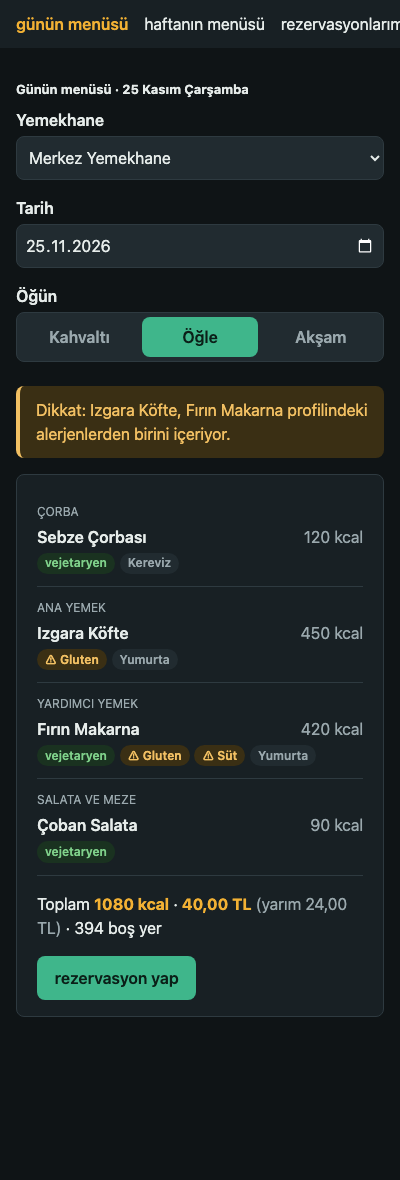 günün menüsü haftanın menüsü rezervasyonlarım
Günün menüsü · 25 Kasım Çarşamba
Yemekhane
Merkez Yemekhane
Tarih
25.11.2026
Öğün
Kahvaltı Öğle Akşam
Dikkat: Izgara Köfte, Fırın Makarna profilindeki
alerjenlerden birini içeriyor.
ÇORBA
Sebze Çorbası 120 kcal
vejetaryen Kereviz
ANA YEMEK
Izgara Köfte 450 kcal
⚠ Gluten Yumurta
YARDIMCI YEMEK
Fırın Makarna 420 kcal
vejetaryen ⚠ Gluten ⚠ Süt Yumurta
SALATA VE MEZE
Çoban Salata 90 kcal
vejetaryen
Toplam 1080 kcal · 40,00 TL (yarım 24,00
TL) · 394 boş yer
rezervasyon yap